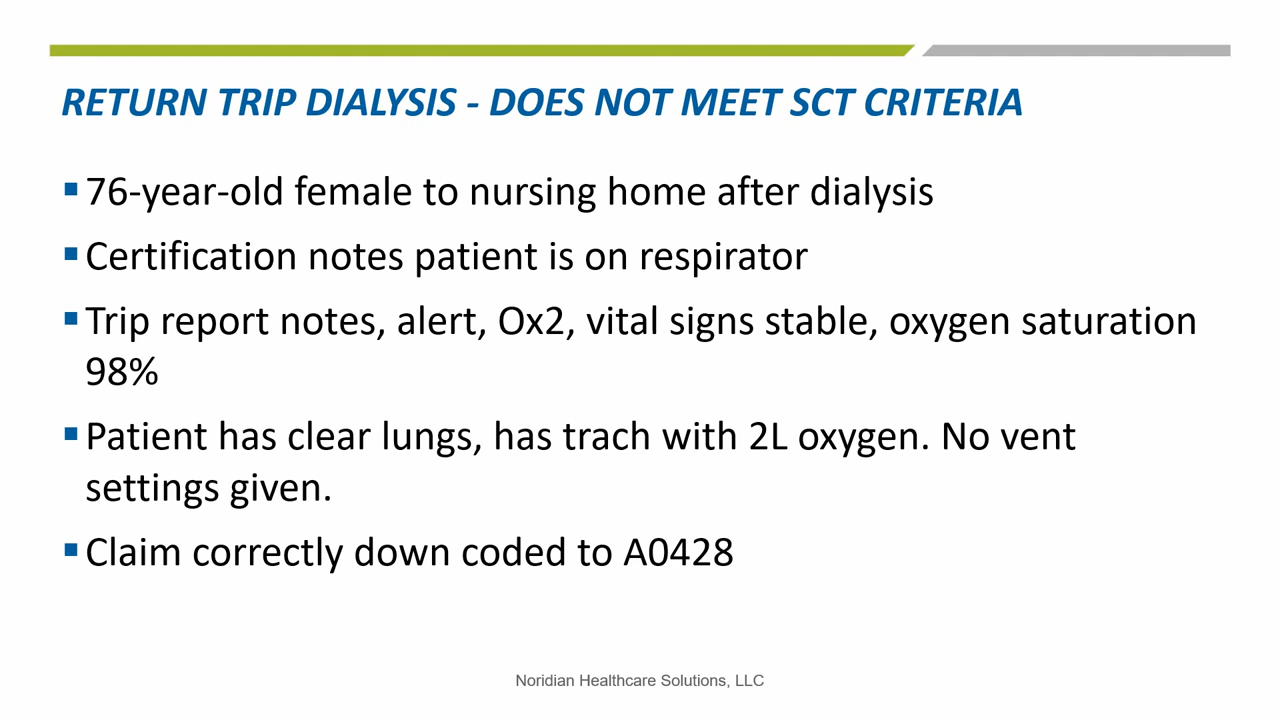 RETURN TRIP DIALYSIS - DOES NOT MEET SCT CRITERIA
▪76-year-old female to nursing home after dialysis
▪Certification notes patient is on respirator
▪Trip report notes, alert, Ox2, vital signs stable, oxygen saturation
98%
▪Patient has clear lungs, has trach with 2L oxygen. No vent
settings given.
▪Claim correctly down coded to A0428
Noridian Healthcare Solutions, LLC